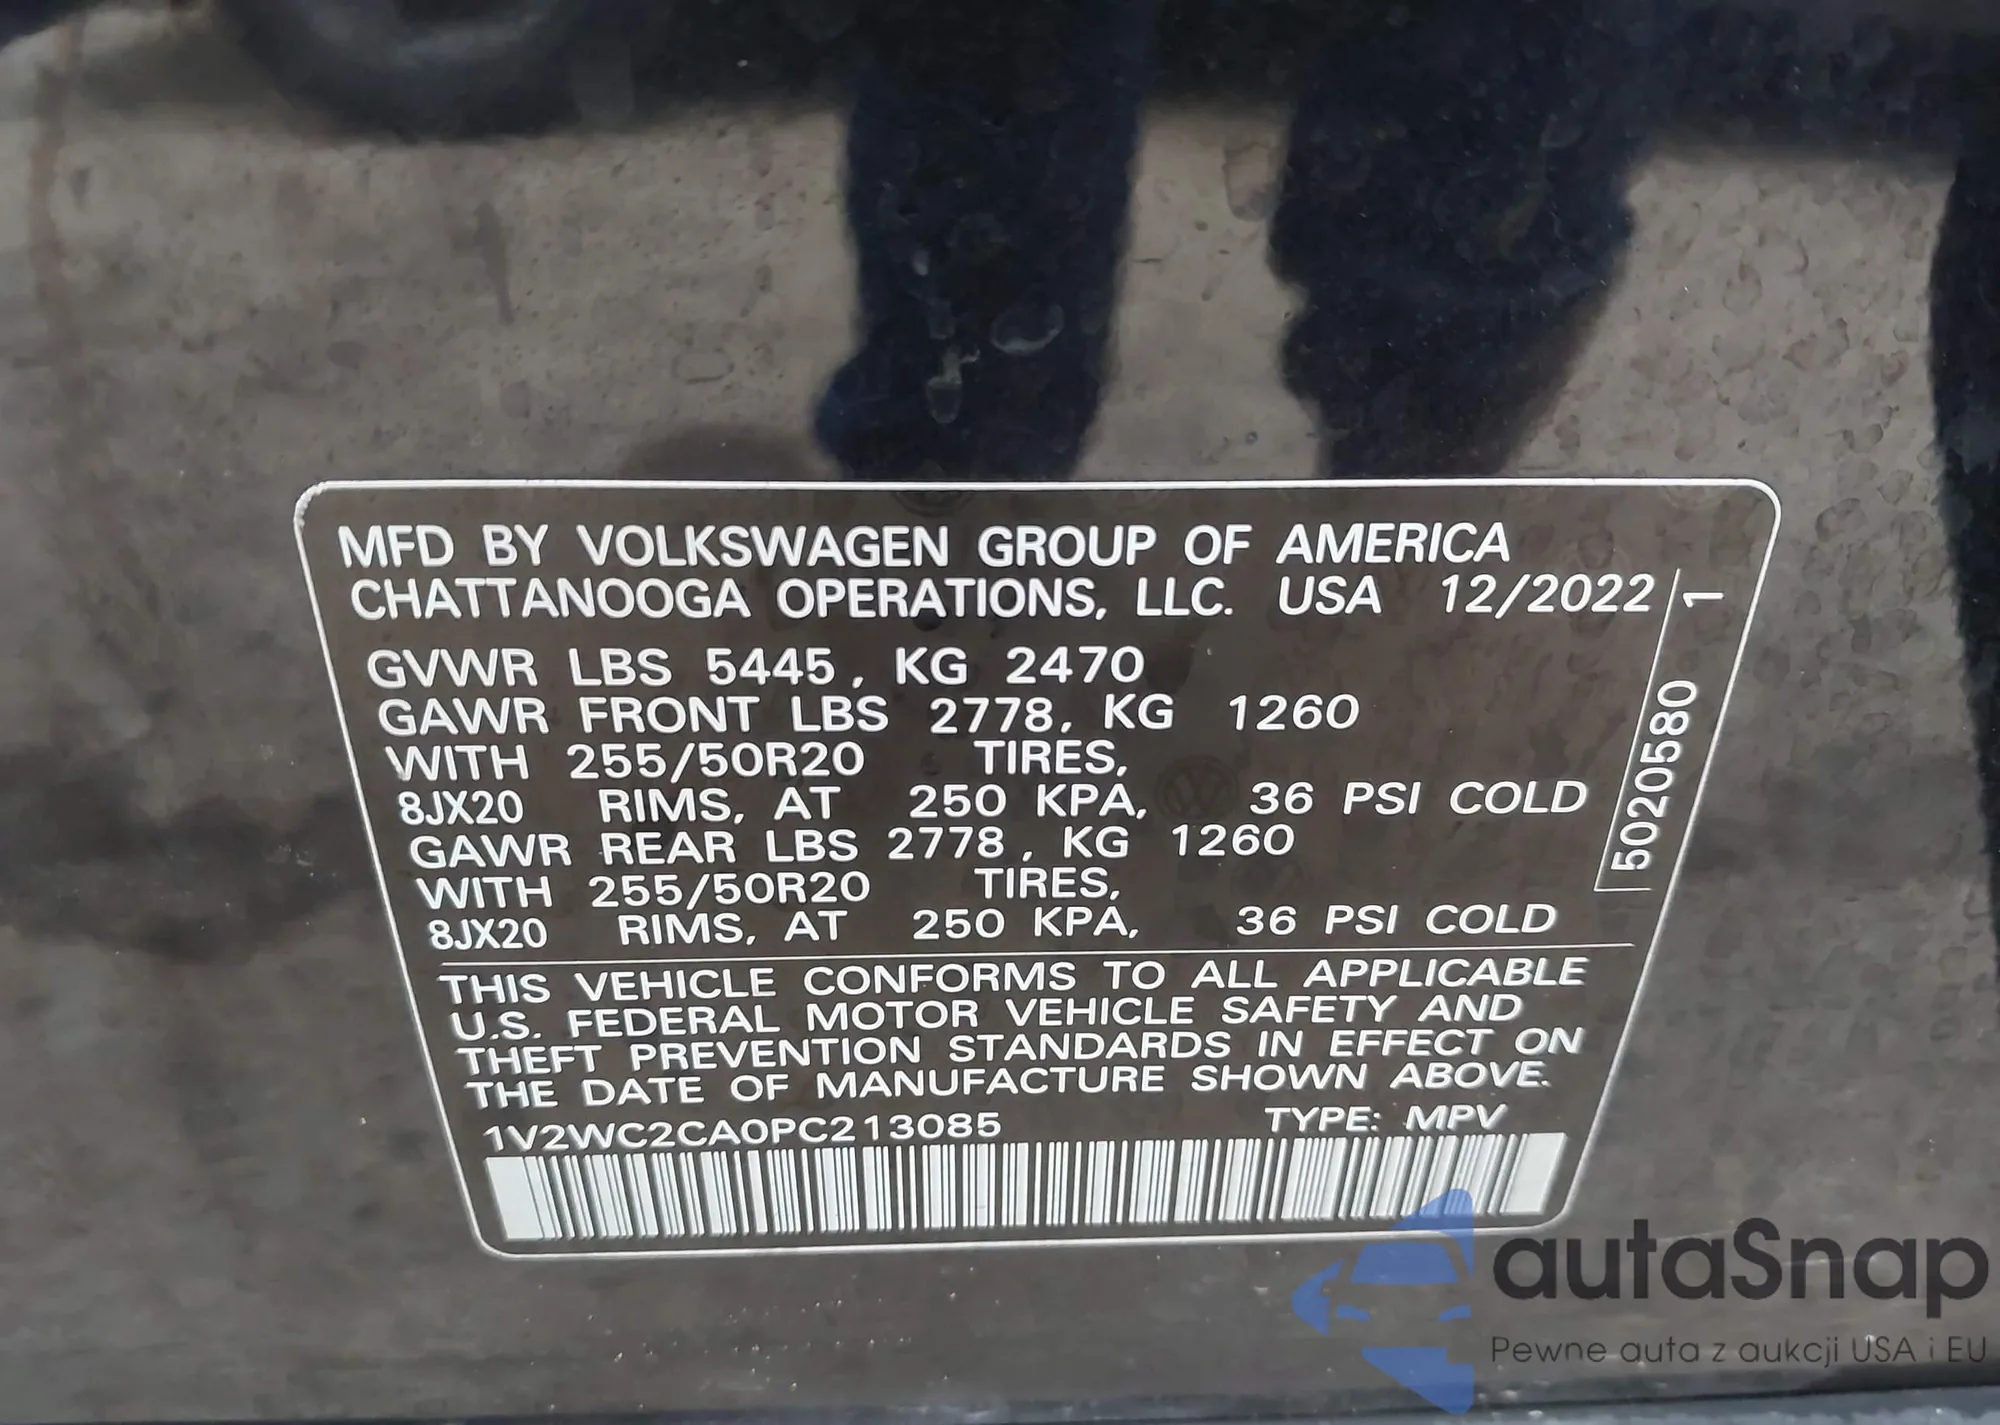 MFD BY VOLKSWAGEN GROUP OF AMERICA
CHATTANOOGA OPERATIONS, LLC. USA 12/2022
GVWR LBS 5445, KG 2470
GAWR FRONT LBS 2778, KG 1260
WITH 255/50R20 TIRES,
8JX20 RIMS, AT 250 KPA, 36 PSI COLD
GAWR REAR LBS 2778, KG 1260
WITH 255/50R20 TIRES,
8JX20 RIMS, AT 250 KPA, 36 PSI COLD
5020580 1
THIS VEHICLE CONFORMS TO ALL APPLICABLE
U.S. FEDERAL MOTOR VEHICLE SAFETY AND
THEFT PREVENTION STANDARDS IN EFFECT ON
THE DATE OF MANUFACTURE SHOWN ABOVE.
1V2WC2CA0PC213085 TYPE: MPV
autaSnap
Pewne auta z aukcji USA i EU